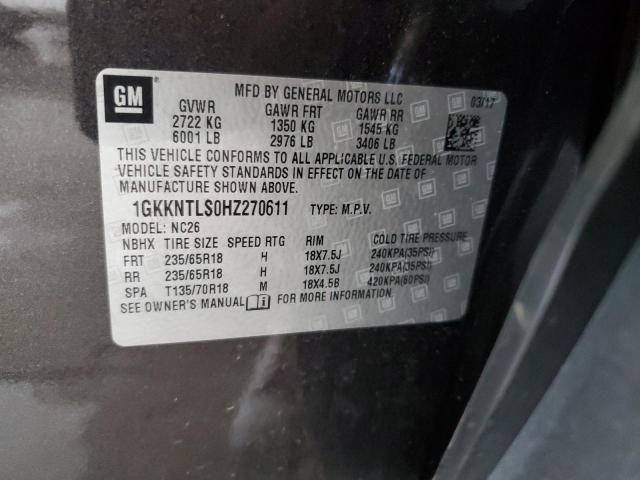 GM
MFD BY GENERAL MOTORS LLC 03/17
GVWR GAWR FRT GAWR RR
2722 KG 1350 KG 1545 KG
6001 LB 2976 LB 3406 LB
THIS VEHICLE CONFORMS TO ALL APPLICABLE U.S. FEDERAL MOTOR
VEHICLE SAFETY STANDARDS IN EFFECT ON THE DATE OF
MANUFACTURE SHOWN ABOVE.
1GKKNTLS0HZ270611 TYPE: M.P.V.
MODEL: NC26
NBHX TIRE SIZE SPEED RTG RIM COLD TIRE PRESSURE
FRT 235/65R18 H 18X7.5J 240KPA(35PSI)
RR 235/65R18 H 18X7.5J 240KPA(35PSI)
SPA T135/70R18 M 18X4.5B 420KPA(60PSI)
SEE OWNER'S MANUAL FOR MORE INFORMATION.